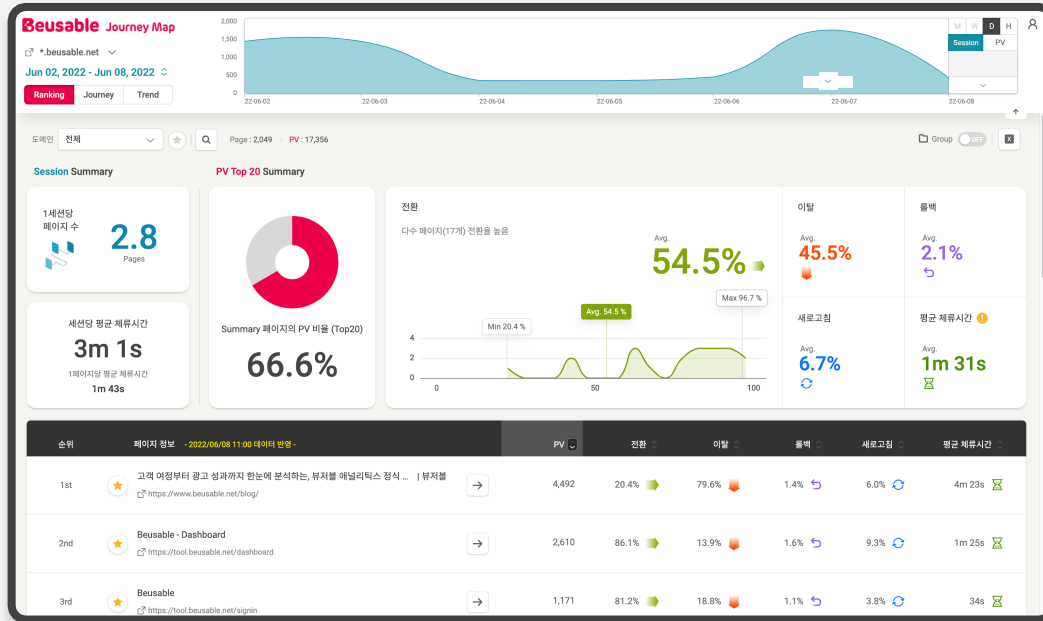 Beusable Journey Map
*.beusable.net
Jun 02, 2022 - Jun 08, 2022
Ranking Journey Trend
2,000
1,500
1,000
500
0
22-06-02 22-06-03 22-06-04 22-06-05 22-06-06 22-06-07 22-06-08
M W D H
Session PV
도메인 전체 Page : 2,049 PV : 17,356 Group OFF
Session Summary
PV Top 20 Summary
1세션당
페이지 수
2.8
Pages
세션당 평균 체류시간
3m 1s
1페이지당 평균 체류시간
1m 43s
Summary 페이지의 PV 비율 (Top20)
66.6%
전환
다수 페이지(17개) 전환율 높음
Avg.
54.5%
Min 20.4 %
Avg. 54.5 %
Max 96.7 %
4
2
0
0 50 100
이탈
Avg.
45.5%
롤백
Avg.
2.1%
새로고침
Avg.
6.7%
평균 체류시간
Avg.
1m 31s
순위 페이지 정보 - 2022/06/08 11:00 데이터 반영 - PV 전환 이탈 롤백 새로고침 평균 체류시간
1st 고객 여정부터 광고 성과까지 한눈에 분석하는, 뷰저블 애널리틱스 정식 ... | 뷰저블 4,492 20.4% 79.6% 1.4% 6.0% 4m 23s
https://www.beusable.net/blog/
2nd Beusable - Dashboard 2,610 86.1% 13.9% 1.6% 9.3% 1m 25s
https://tool.beusable.net/dashboard
3rd Beusable 1,171 81.2% 18.8% 1.1% 3.8% 34s
https://tool.beusable.net/signin